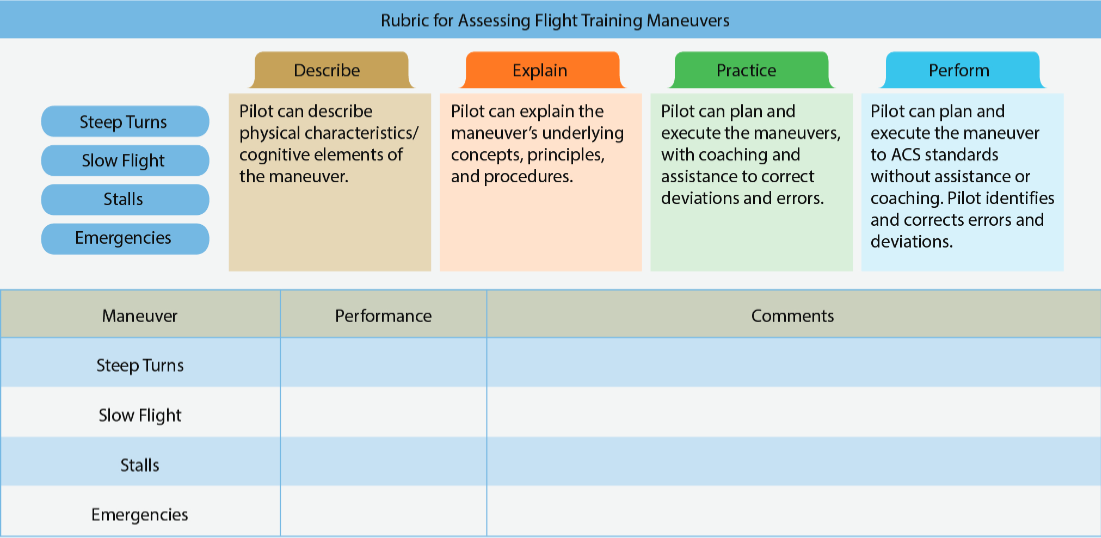 Rubric for Assessing Flight Training Maneuvers
Describe
Explain
Practice
Perform
Steep Turns
Slow Flight
Stalls
Emergencies
Pilot can describe
physical characteristics/
cognitive elements of
the maneuver.
Pilot can explain the
maneuver’s underlying
concepts, principles,
and procedures.
Pilot can plan and
execute the maneuvers,
with coaching and
assistance to correct
deviations and errors.
Pilot can plan and
execute the maneuver
to ACS standards
without assistance or
coaching. Pilot identifies
and corrects errors and
deviations.
Maneuver
Performance
Comments
Steep Turns
Slow Flight
Stalls
Emergencies